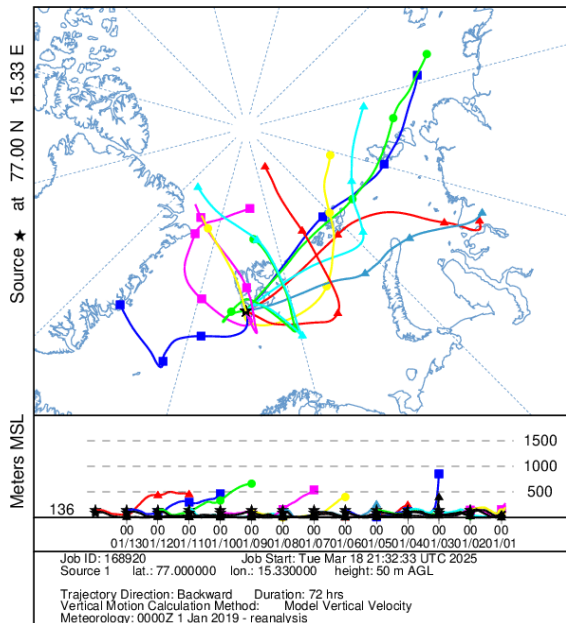 Source ★ at 77.00 N 15.33 E
Meters MSL
1500
1000
500
136
00 00 00 00 00 00 00 00 00 00 00 00 00
01/13 01/12 01/11 01/10 01/09 01/08 01/07 01/06 01/05 01/04 01/03 01/02 01/01
Job ID: 168920 Job Start: Tue Mar 18 21:32:33 UTC 2025
Source 1 lat.: 77.000000 lon.: 15.330000 height: 50 m AGL
Trajectory Direction: Backward Duration: 72 hrs
Vertical Motion Calculation Method: Model Vertical Velocity
Meteorology: 0000Z 1 Jan 2019 - reanalysis